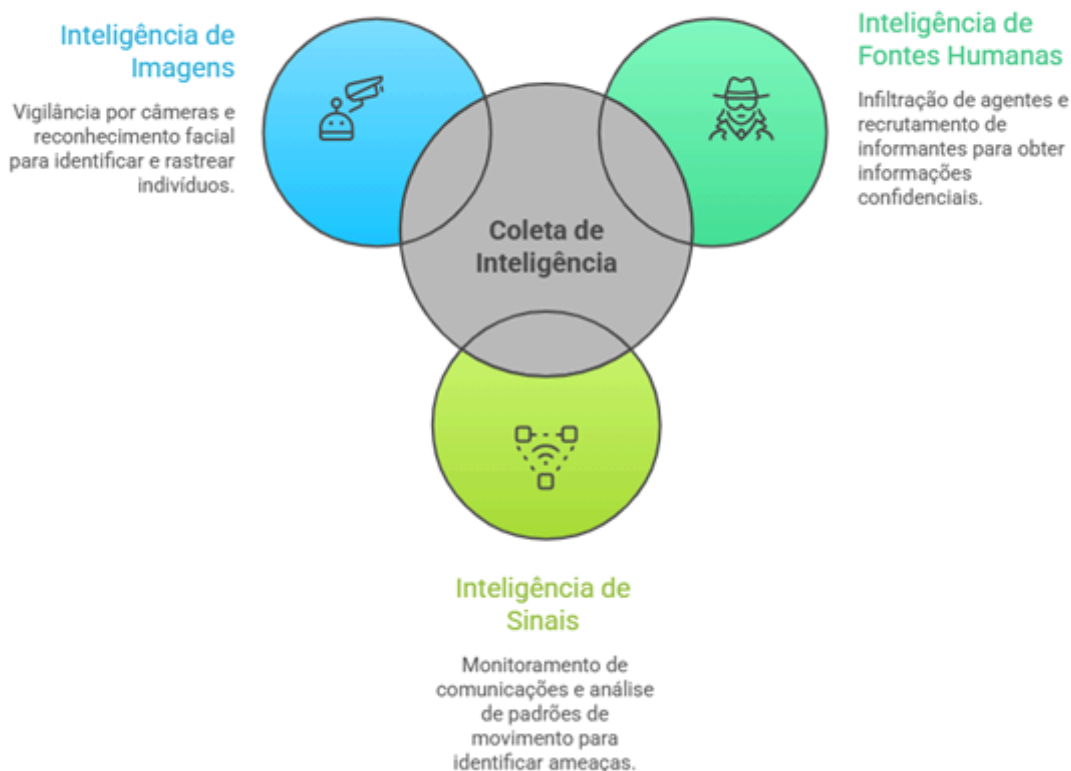 Inteligência de
Imagens
Vigilância por câmeras e
reconhecimento facial
para identificar e rastrear
indivíduos.
Inteligência de
Fontes Humanas
Infiltração de agentes e
recrutamento de
informantes para obter
informações
confidenciais.
Coleta de
Inteligência
Inteligência de
Sinais
Monitoramento de
comunicações e análise
de padrões de
movimento para
identificar ameaças.